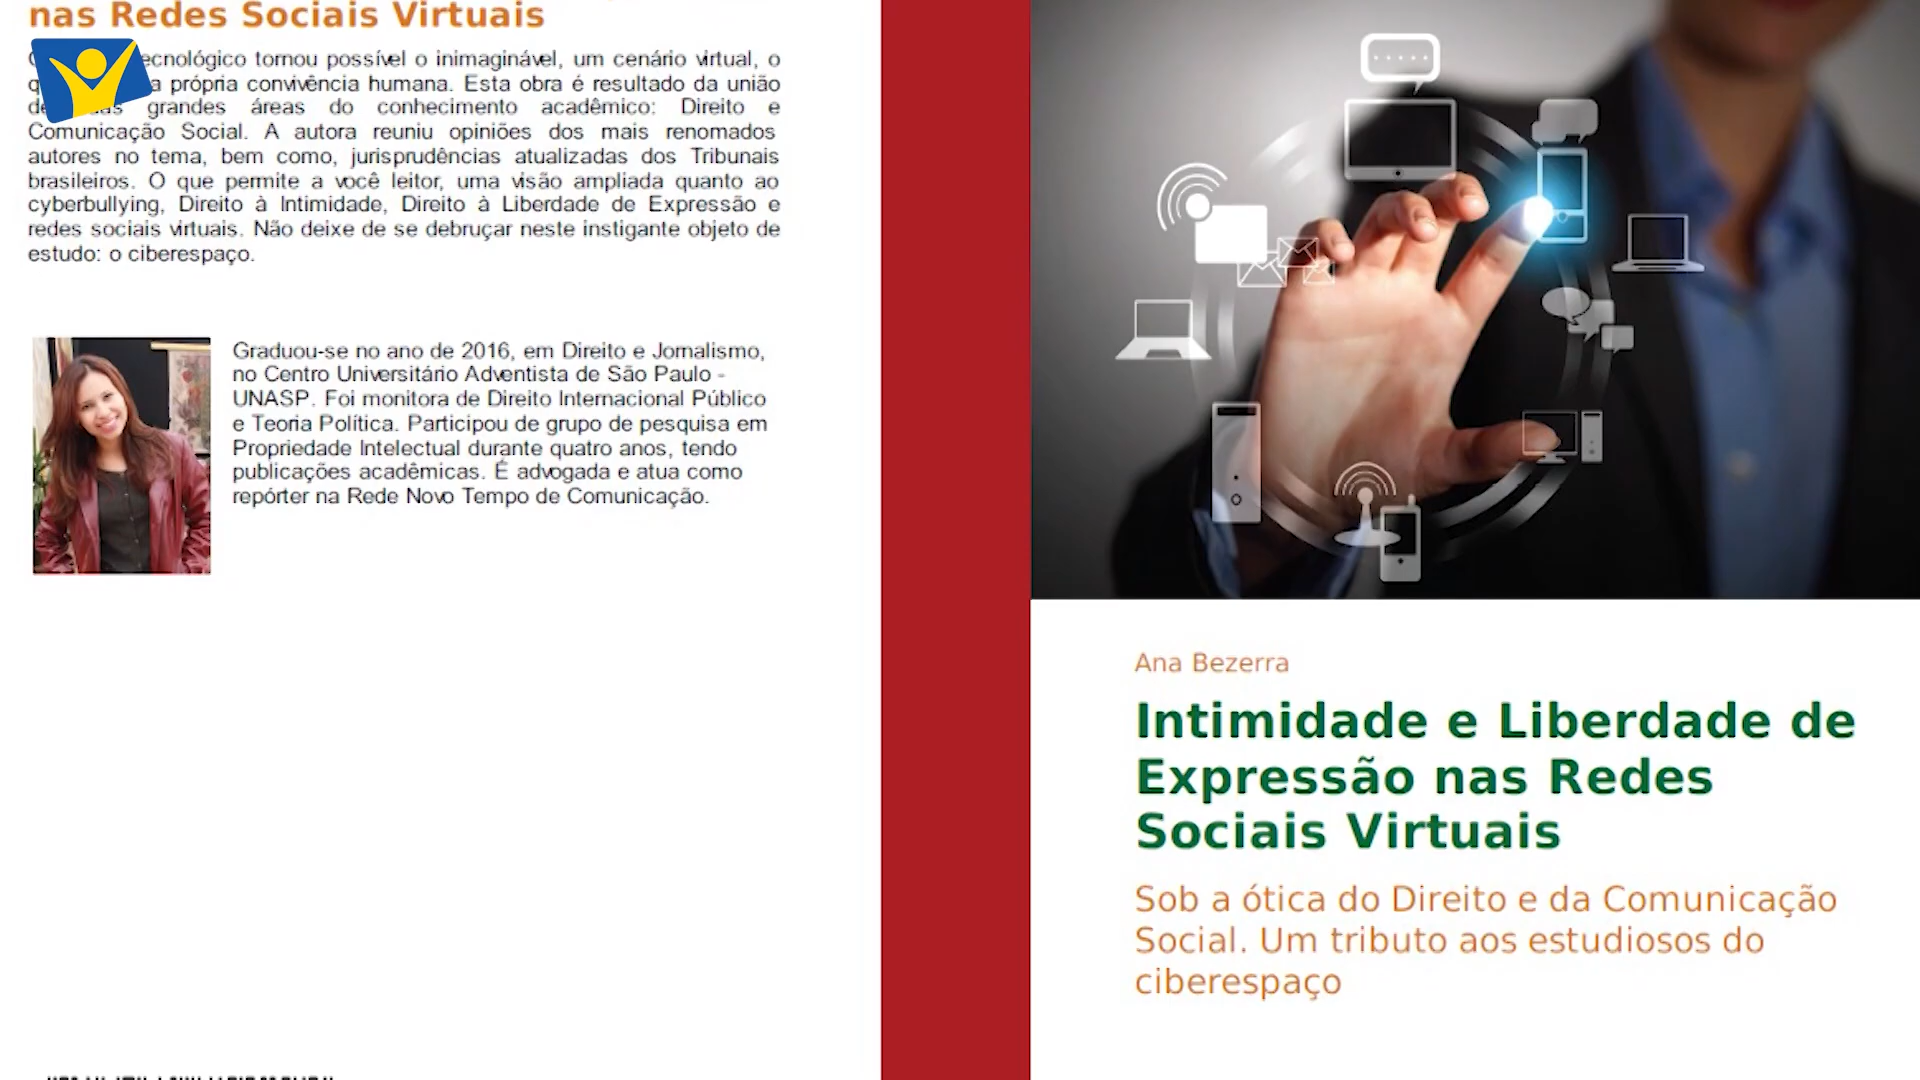 nas Redes Sociais Virtuais
ecnológico tornou possível o inimaginável, um cenário virtual, o
a própria convivência humana. Esta obra é resultado da união
grandes áreas do conhecimento acadêmico: Direito e
Comunicação Social. A autora reuniu opiniões dos mais renomados
autores no tema, bem como, jurisprudências atualizadas dos Tribunais
brasileiros. O que permite a você leitor, uma visão ampliada quanto ao
cyberbullying, Direito à Intimidade, Direito à Liberdade de Expressão e
redes sociais virtuais. Não deixe de se debruçar neste instigante objeto de
estudo: o ciberespaço.
Graduou-se no ano de 2016, em Direito e Jornalismo,
no Centro Universitário Adventista de São Paulo -
UNASP. Foi monitora de Direito Internacional Público
e Teoria Política. Participou de grupo de pesquisa em
Propriedade Intelectual durante quatro anos, tendo
publicações acadêmicas. É advogada e atua como
repórter na Rede Novo Tempo de Comunicação.
Ana Bezerra
Intimidade e Liberdade de
Expressão nas Redes
Sociais Virtuais
Sob a ótica do Direito e da Comunicação
Social. Um tributo aos estudiosos do
ciberespaço